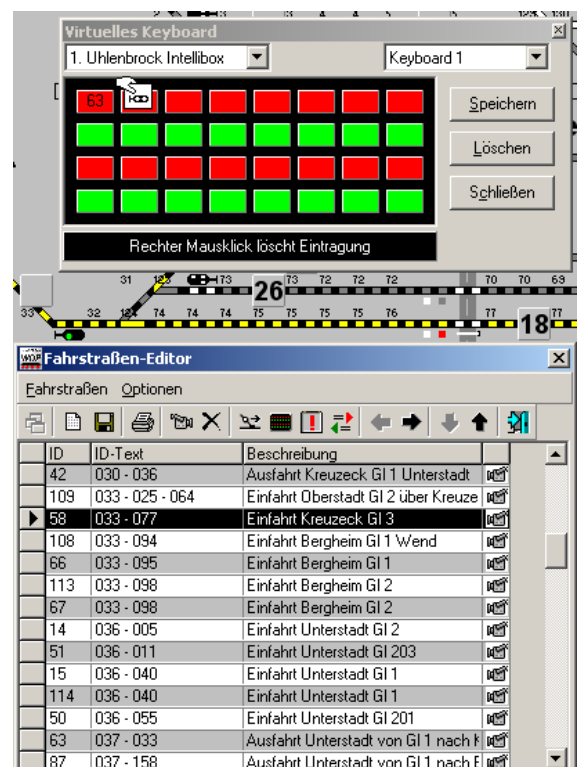 Virtuelles Keyboard
1. Uhlenbrock Intellibox
Keyboard 1
63
Speichern
Löschen
Schließen
Rechter Mausklick löscht Eintragung
31 123 73 26 73 72 72 72 70 70 69
33 32 124 74 74 74 75 75 75 75 76 77 18 77
Fahrstraßen-Editor
Fahrstraßen Optionen
ID ID-Text Beschreibung
42 030 - 036 Ausfahrt Kreuzeck Gl 1 Unterstadt
109 033 - 025 - 064 Einfahrt Oberstadt Gl 2 über Kreuze
58 033 - 077 Einfahrt Kreuzeck Gl 3
108 033 - 094 Einfahrt Bergheim Gl 1 Wend
66 033 - 095 Einfahrt Bergheim Gl 1
113 033 - 098 Einfahrt Bergheim Gl 2
67 033 - 098 Einfahrt Bergheim Gl 2
14 036 - 005 Einfahrt Unterstadt Gl 2
51 036 - 011 Einfahrt Unterstadt Gl 203
15 036 - 040 Einfahrt Unterstadt Gl 1
114 036 - 040 Einfahrt Unterstadt Gl 1
50 036 - 055 Einfahrt Unterstadt Gl 201
63 037 - 033 Ausfahrt Unterstadt von Gl 1 nach
87 037 - 158 Ausfahrt Unterstadt von Gl 1 nach